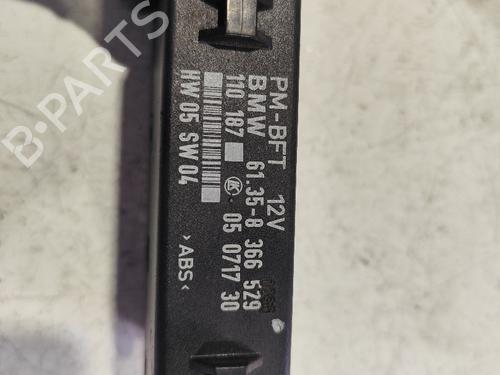 PM-BFT 12V
BMW 61.35-8 366 529
110 187 05 0717 30
HW 05 SW 04
>ABS<